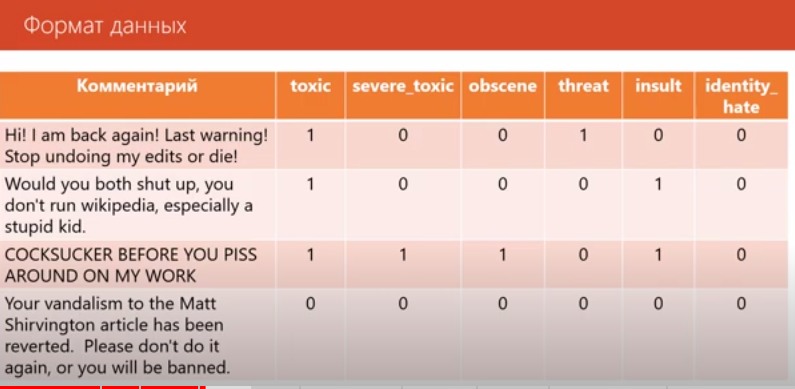 Формат данных
Комментарий toxic severe_toxic obscene threat insult identity_
hate
Hi! I am back again! Last warning! 1 0 0 1 0 0
Stop undoing my edits or die!
Would you both shut up, you 1 0 0 0 1 0
don't run wikipedia, especially a
stupid kid.
COCKSUCKER BEFORE YOU PISS 1 1 1 0 1 0
AROUND ON MY WORK
Your vandalism to the Matt 0 0 0 0 0 0
Shirvington article has been
reverted. Please don't do it
again, or you will be banned.